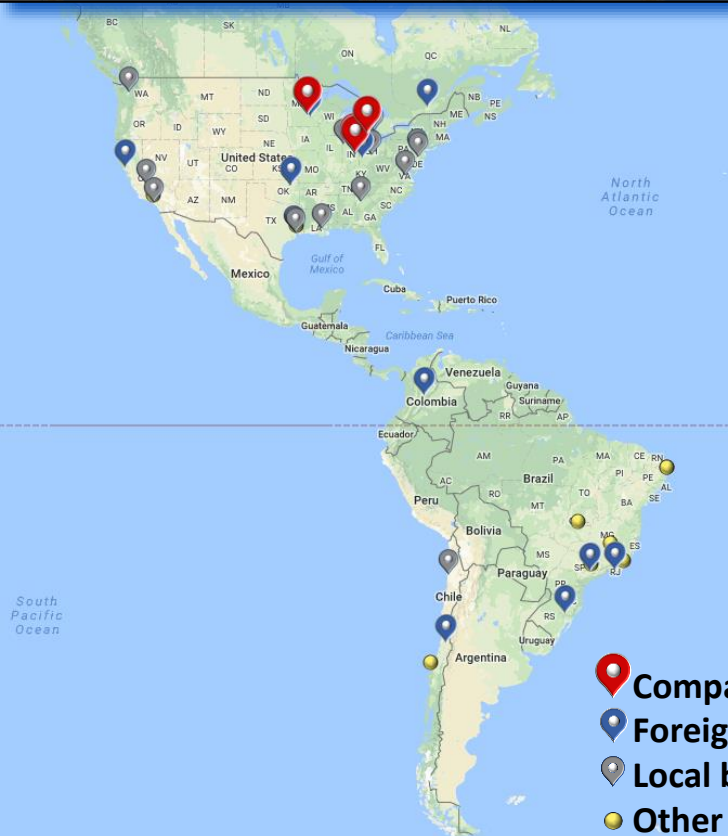 BC
SK
ON
NL
QC
WA
MT
ND
NB
PE
NS
OR
ID
WY
SD
WI
ME
NH
MA
NE
IA
IL
IN
PA
DE
NV
UT
United States
CO
KS
MO
KY
WV
VA
AZ
NM
OK
AR
TN
NC
TX
LA
AL
SC
GA
FL
North
Atlantic
Ocean
Gulf of
Mexico
Mexico
Cuba
Puerto Rico
Guatemala
Caribbean Sea
Nicaragua
Venezuela
Guyana
Suriname
Colombia
RR
AP
Ecuador
AM
PA
MA
CE
RN
AC
RO
Brazil
TO
PI
PE
AL
SE
Peru
MT
BA
Bolivia
MG
ES
MS
SP
RJ
Paraguay
PR
Chile
RS
Uruguay
Argentina
South
Pacific
Ocean
Compa
Foreig
Local b
Other